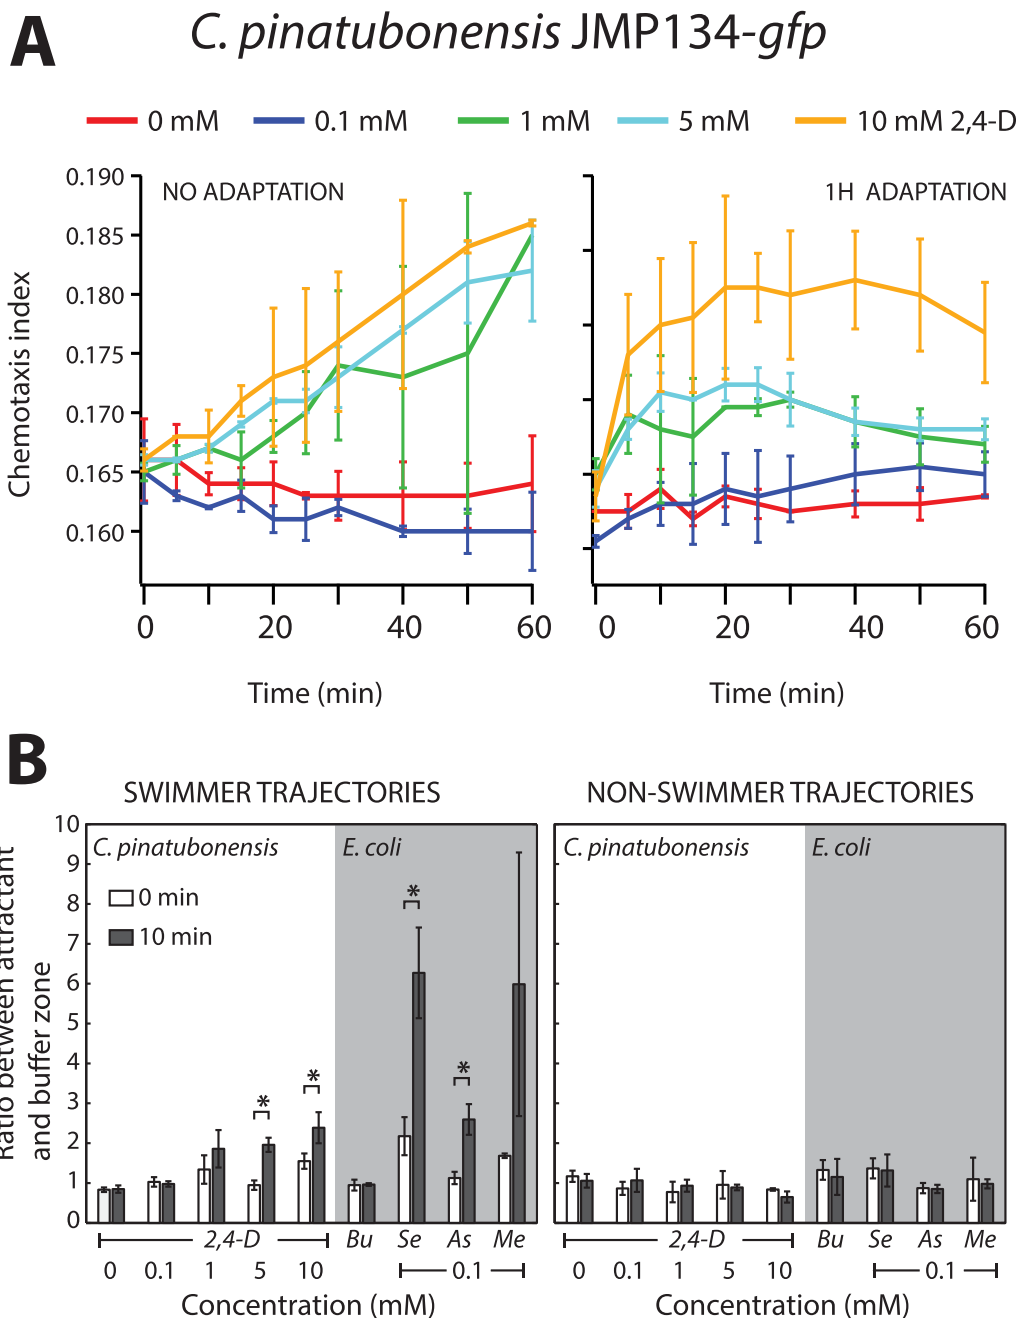 A
C. pinatubonensis JMP134-gfp
0 mM 0.1 mM 1 mM 5 mM 10 mM 2,4-D
NO ADAPTATION
1H ADAPTATION
Chemotaxis index
0.190
0.185
0.180
0.175
0.170
0.165
0.160
0 20 40 60
0 20 40 60
Time (min)
Time (min)
B
SWIMMER TRAJECTORIES
NON-SWIMMER TRAJECTORIES
Ratio between attractant
and buffer zone
10
9
8
7
6
5
4
3
2
1
0
C. pinatubonensis
E. coli
0 min
10 min
*
*
*
*
C. pinatubonensis
E. coli
2,4-D Bu Se As Me
0 0.1 1 5 10 0.1
Concentration (mM)
2,4-D Bu Se As Me
0 0.1 1 5 10 0.1
Concentration (mM)